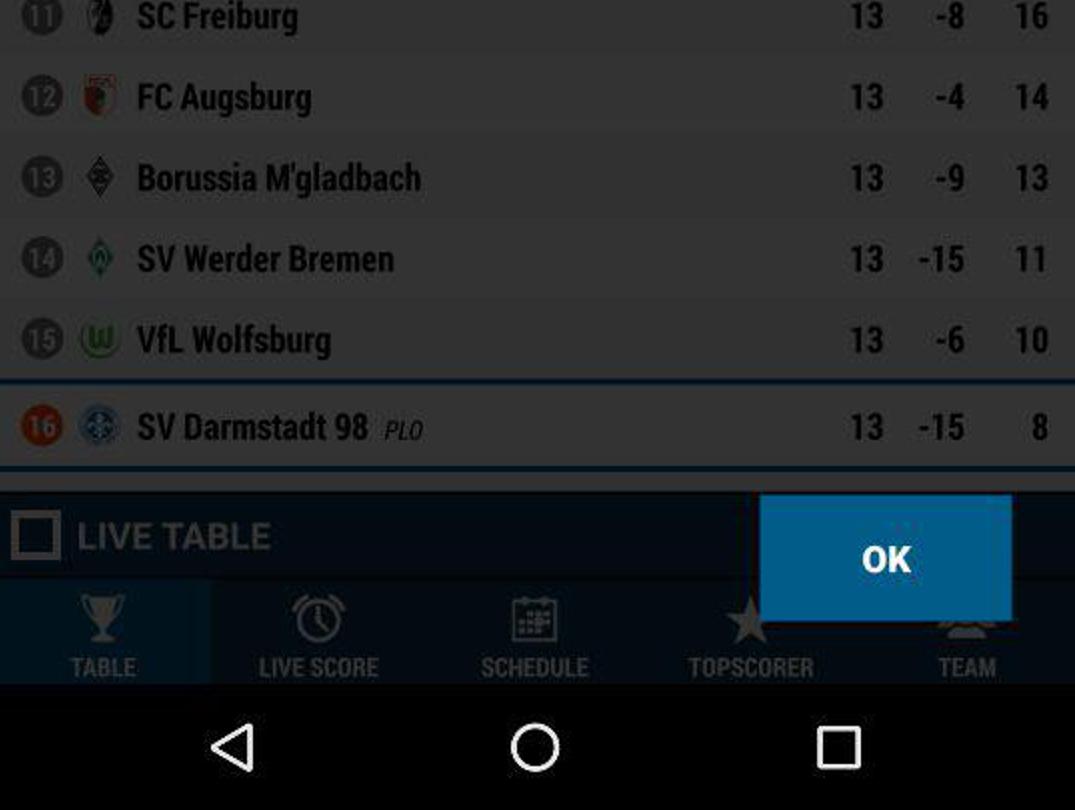 11 SC Freiburg 13 -8 16
12 FC Augsburg 13 -4 14
13 Borussia M'gladbach 13 -9 13
14 SV Werder Bremen 13 -15 11
15 VfL Wolfsburg 13 -6 10
16 SV Darmstadt 98 PLO 13 -15 8
LIVE TABLE OK
TABLE LIVE SCORE SCHEDULE TOPSCORER TEAM